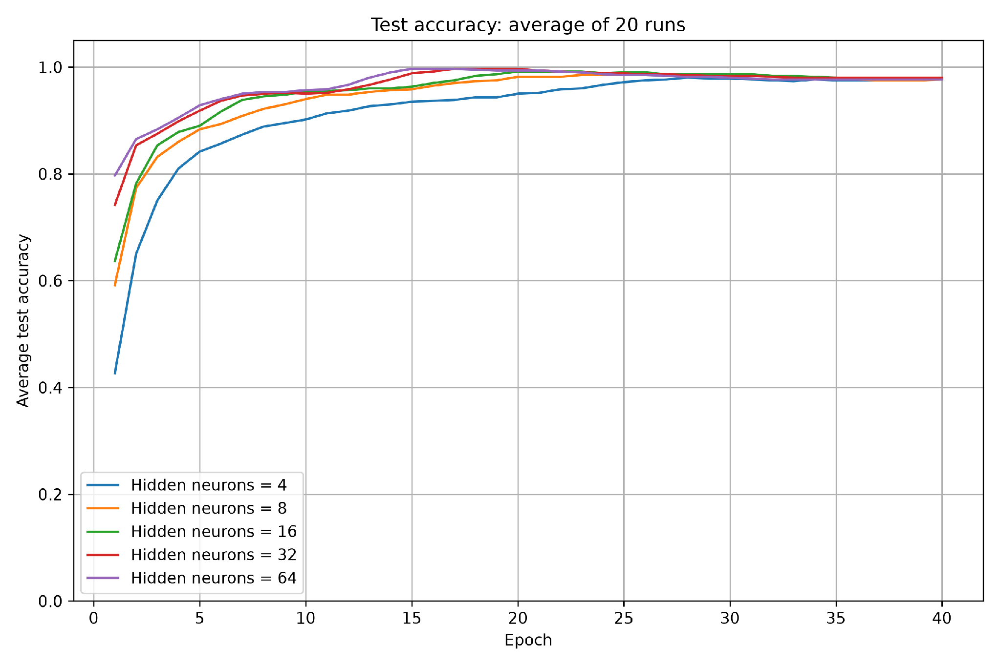 Test accuracy: average of 20 runs
1.0
0.8
0.6
0.4
0.2
0.0
Average test accuracy
Hidden neurons = 4
Hidden neurons = 8
Hidden neurons = 16
Hidden neurons = 32
Hidden neurons = 64
0 5 10 15 20 25 30 35 40
Epoch